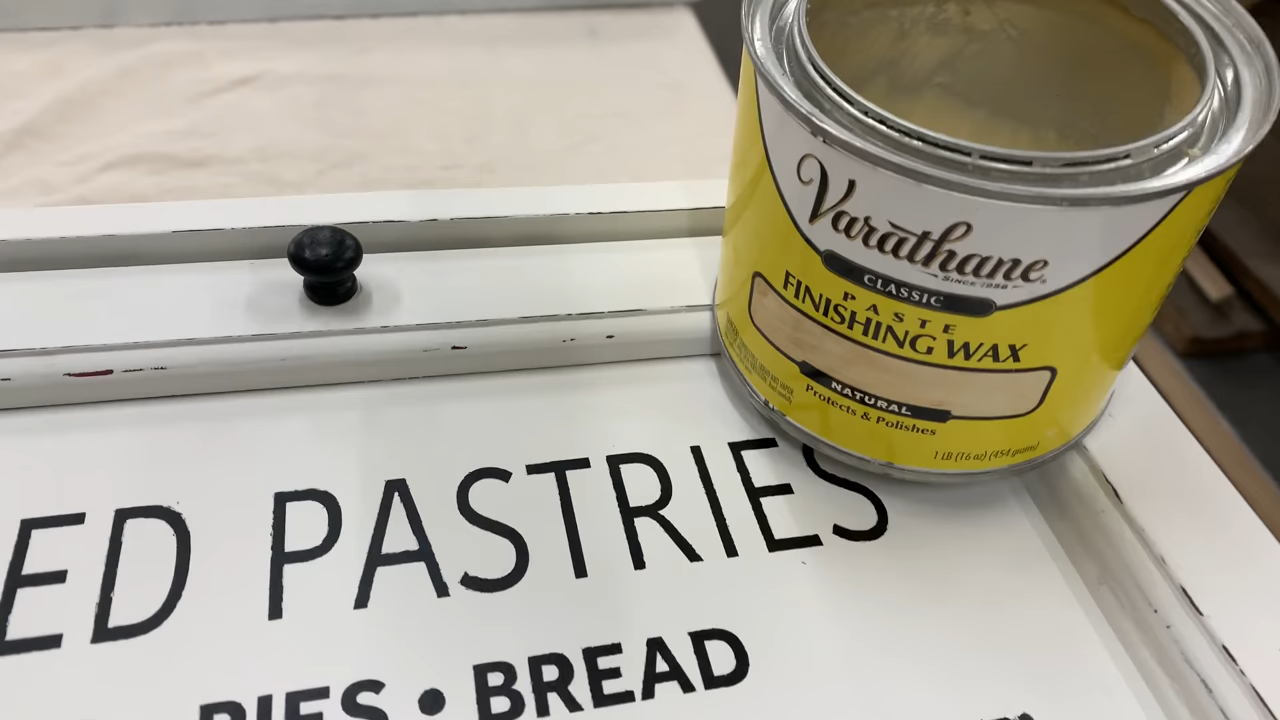 Varathane
SINCE 1958
CLASSIC
PASTE
FINISHING WAX
NATURAL
Protects & Polishes
1 LB (16 oz) (454 grams)
ED PASTRIES
PIES • BREAD